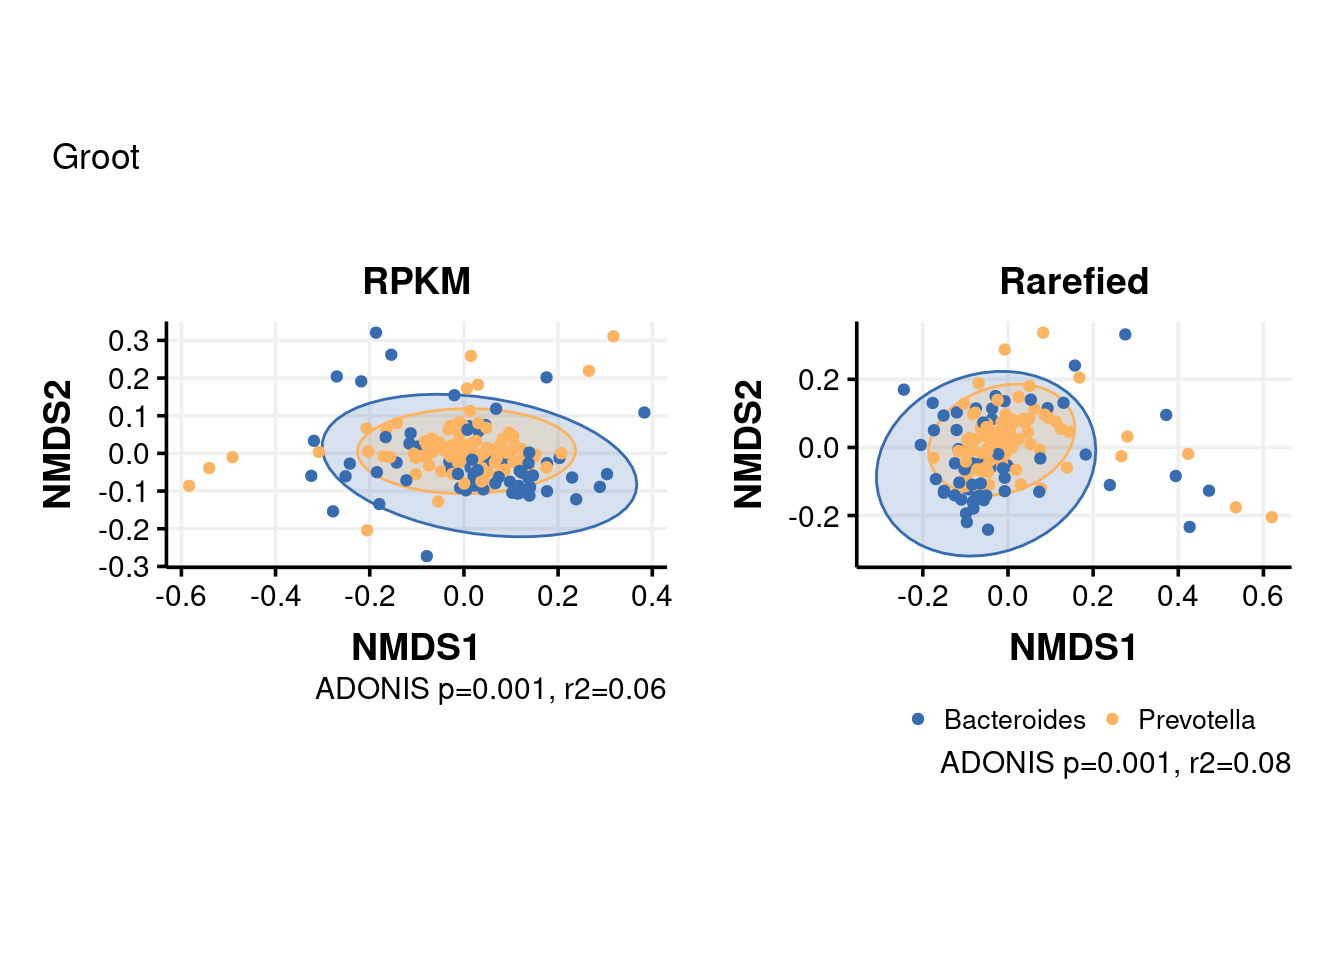 Groot
RPKM
NMDS2
0.3
0.2
0.1
0.0
-0.1
-0.2
-0.3
-0.6 -0.4 -0.2 0.0 0.2 0.4
NMDS1
ADONIS p=0.001, r2=0.06
Rarefied
NMDS2
0.2
0.0
-0.2
-0.2 0.0 0.2 0.4 0.6
NMDS1
Bacteroides Prevotella
ADONIS p=0.001, r2=0.08